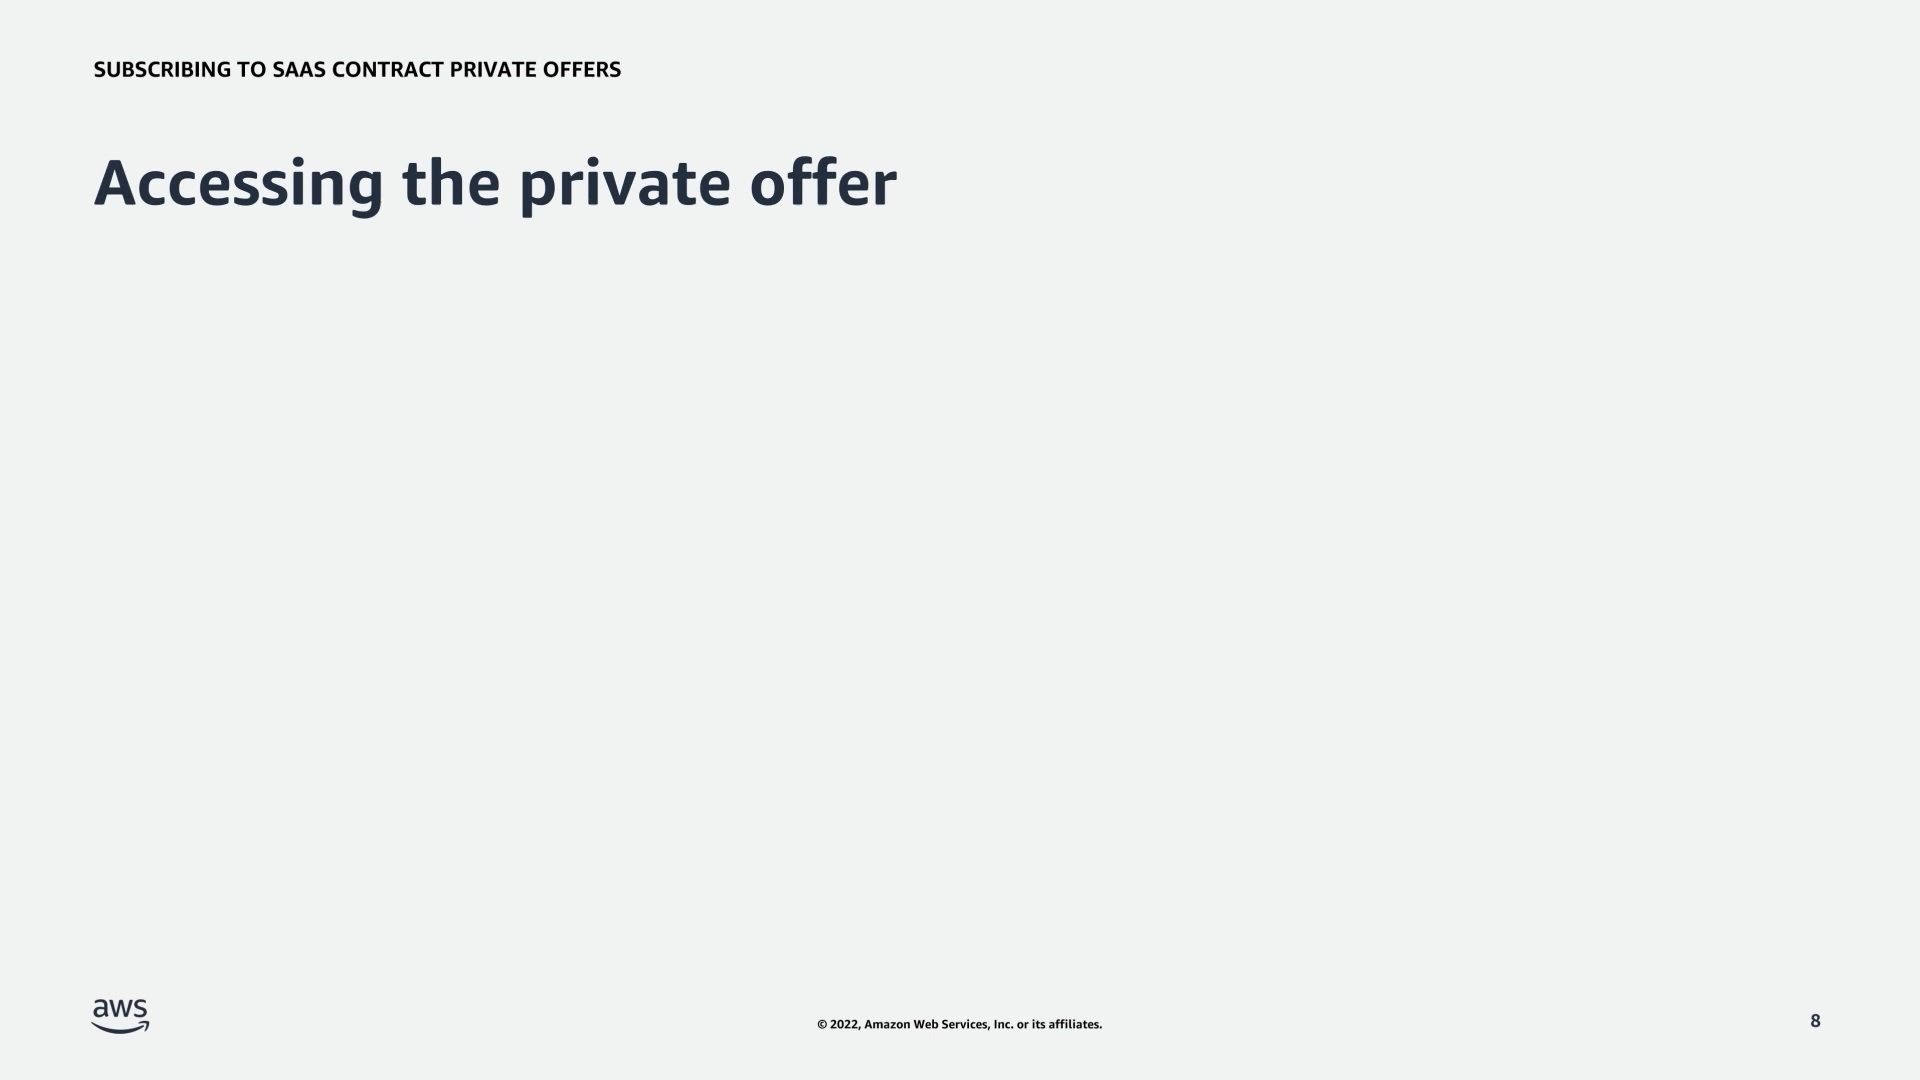 SUBSCRIBING TO SAAS CONTRACT PRIVATE OFFERS
Accessing the private offer
aws
© 2022, Amazon Web Services, Inc. or its affiliates.
8